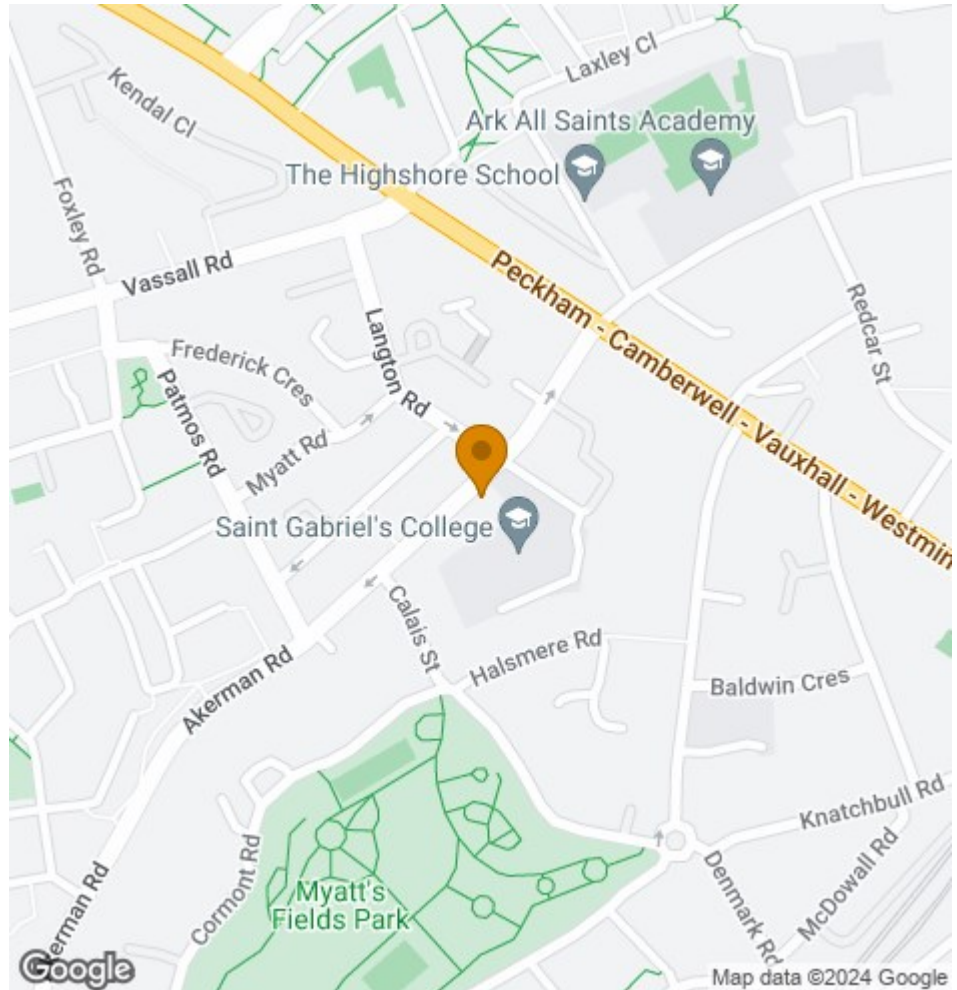 Laxley Cl
Kendal Cl
Ark All Saints Academy
The Highshore School
Foxley Rd
Vassall Rd
Peckham - Camberwell - Vauxhall - Westmin
Redcar St
Langton Rd
Frederick Cres
Patmos Rd
Myatt Rd
Saint Gabriel's College
Calais St
Halsmere Rd
Akerman Rd
Baldwin Cres
Knatchbull Rd
McDowall Rd
Denmark Rd
Cormont Rd
Myatt's
Fields Park
kerman Rd
Google
Map data ©2024 Google